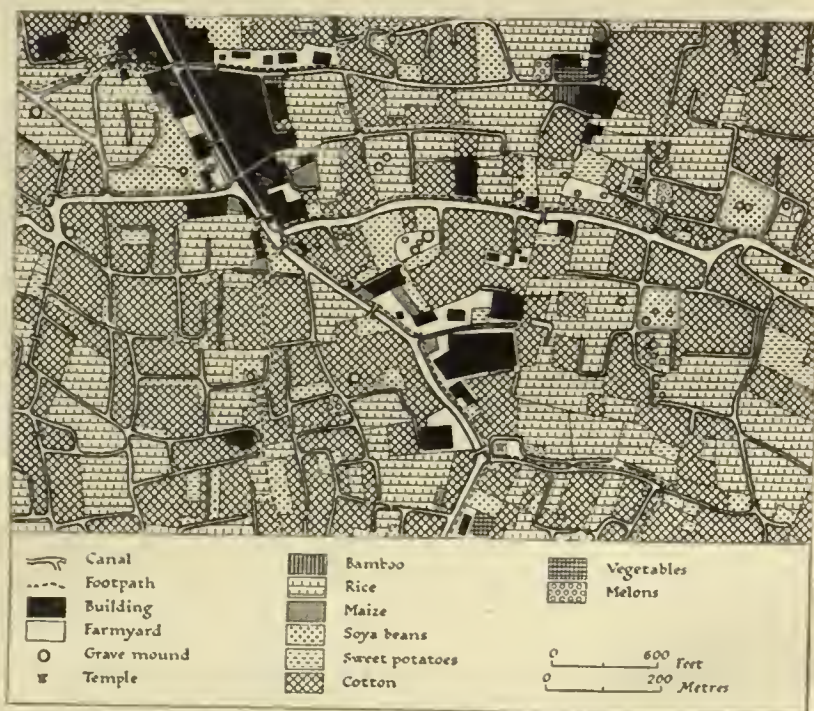 Canal
Footpath
Building
Farmyard
Grave mound
Temple
Bamboo
Rice
Maize
Soya beans
Sweet potatoes
Cotton
Vegetables
Melons
0 600 Feet
0 200 Metres